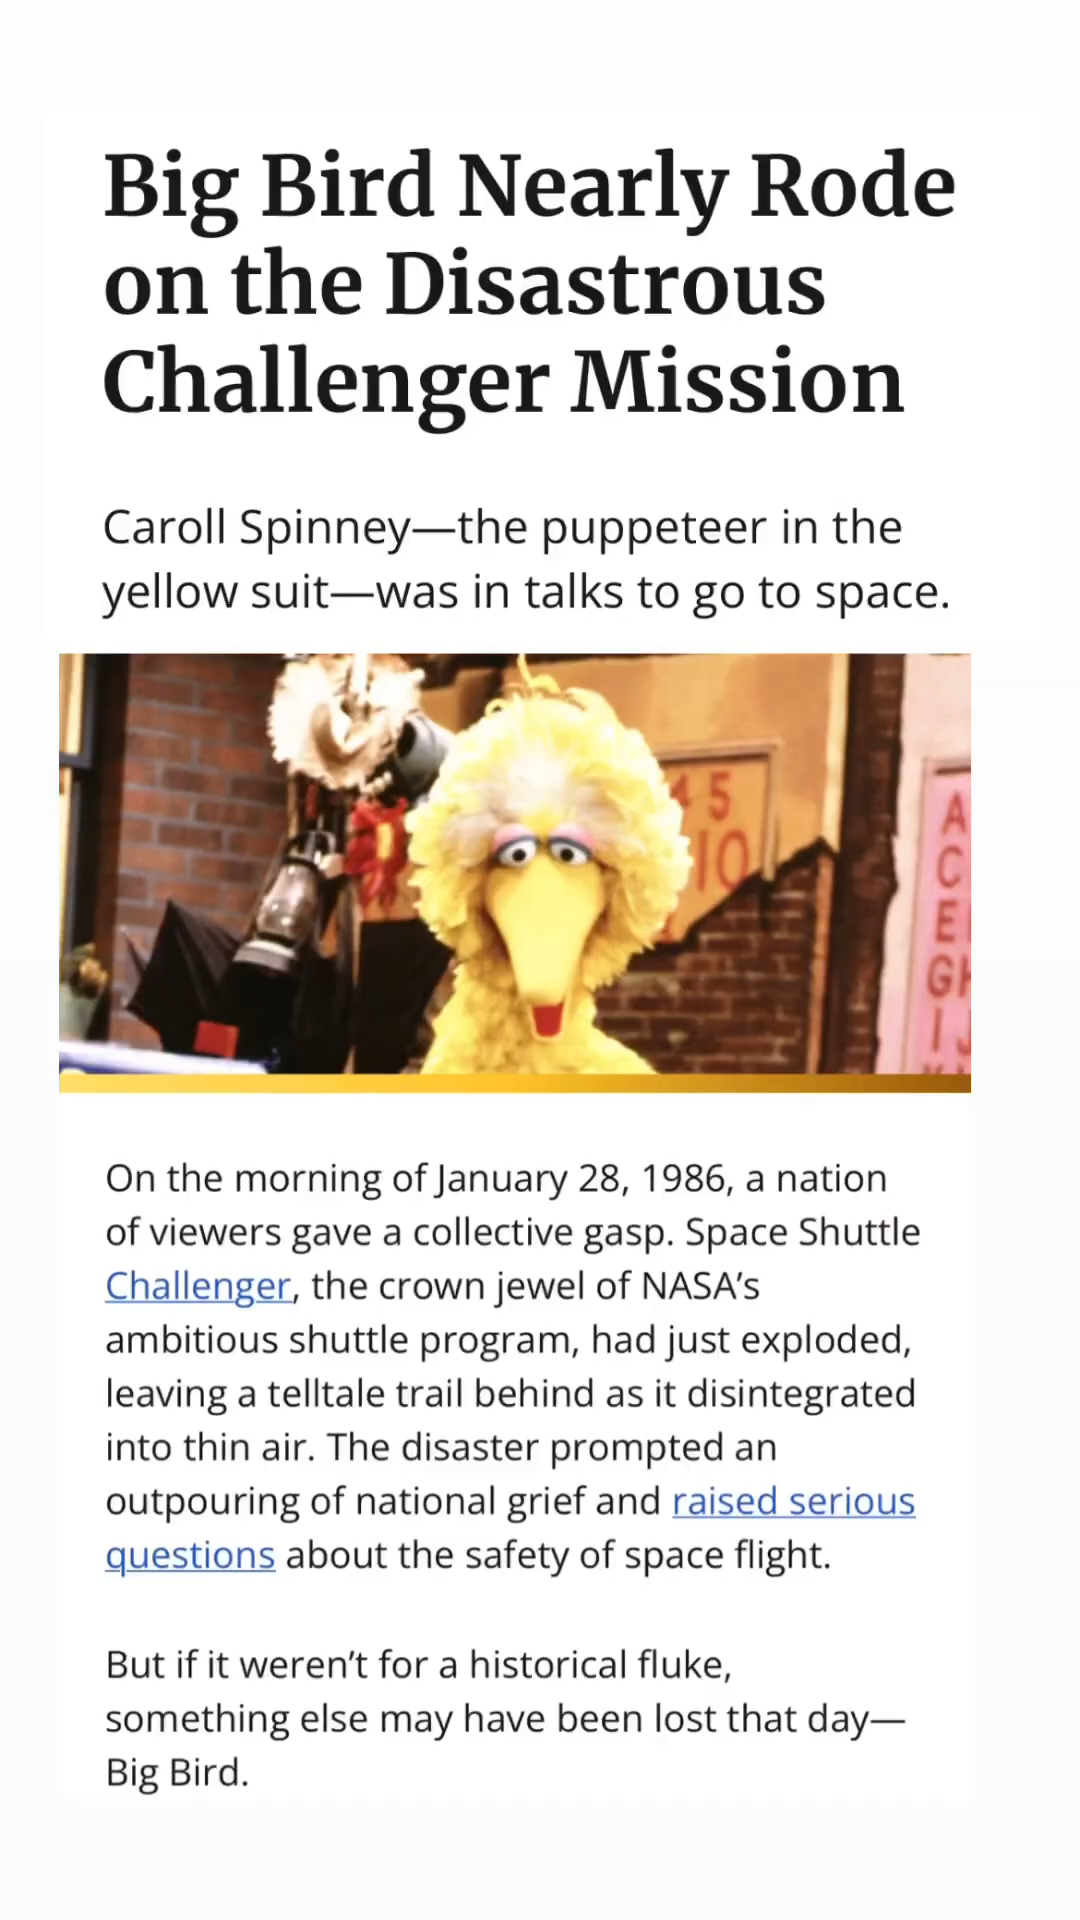 Big Bird Nearly Rode
on the Disastrous
Challenger Mission
Caroll Spinney—the puppeteer in the
yellow suit—was in talks to go to space.
45
10
A
C
E
GH
I J
On the morning of January 28, 1986, a nation
of viewers gave a collective gasp. Space Shuttle
Challenger, the crown jewel of NASA’s
ambitious shuttle program, had just exploded,
leaving a telltale trail behind as it disintegrated
into thin air. The disaster prompted an
outpouring of national grief and raised serious
questions about the safety of space flight.
But if it weren’t for a historical fluke,
something else may have been lost that day—
Big Bird.